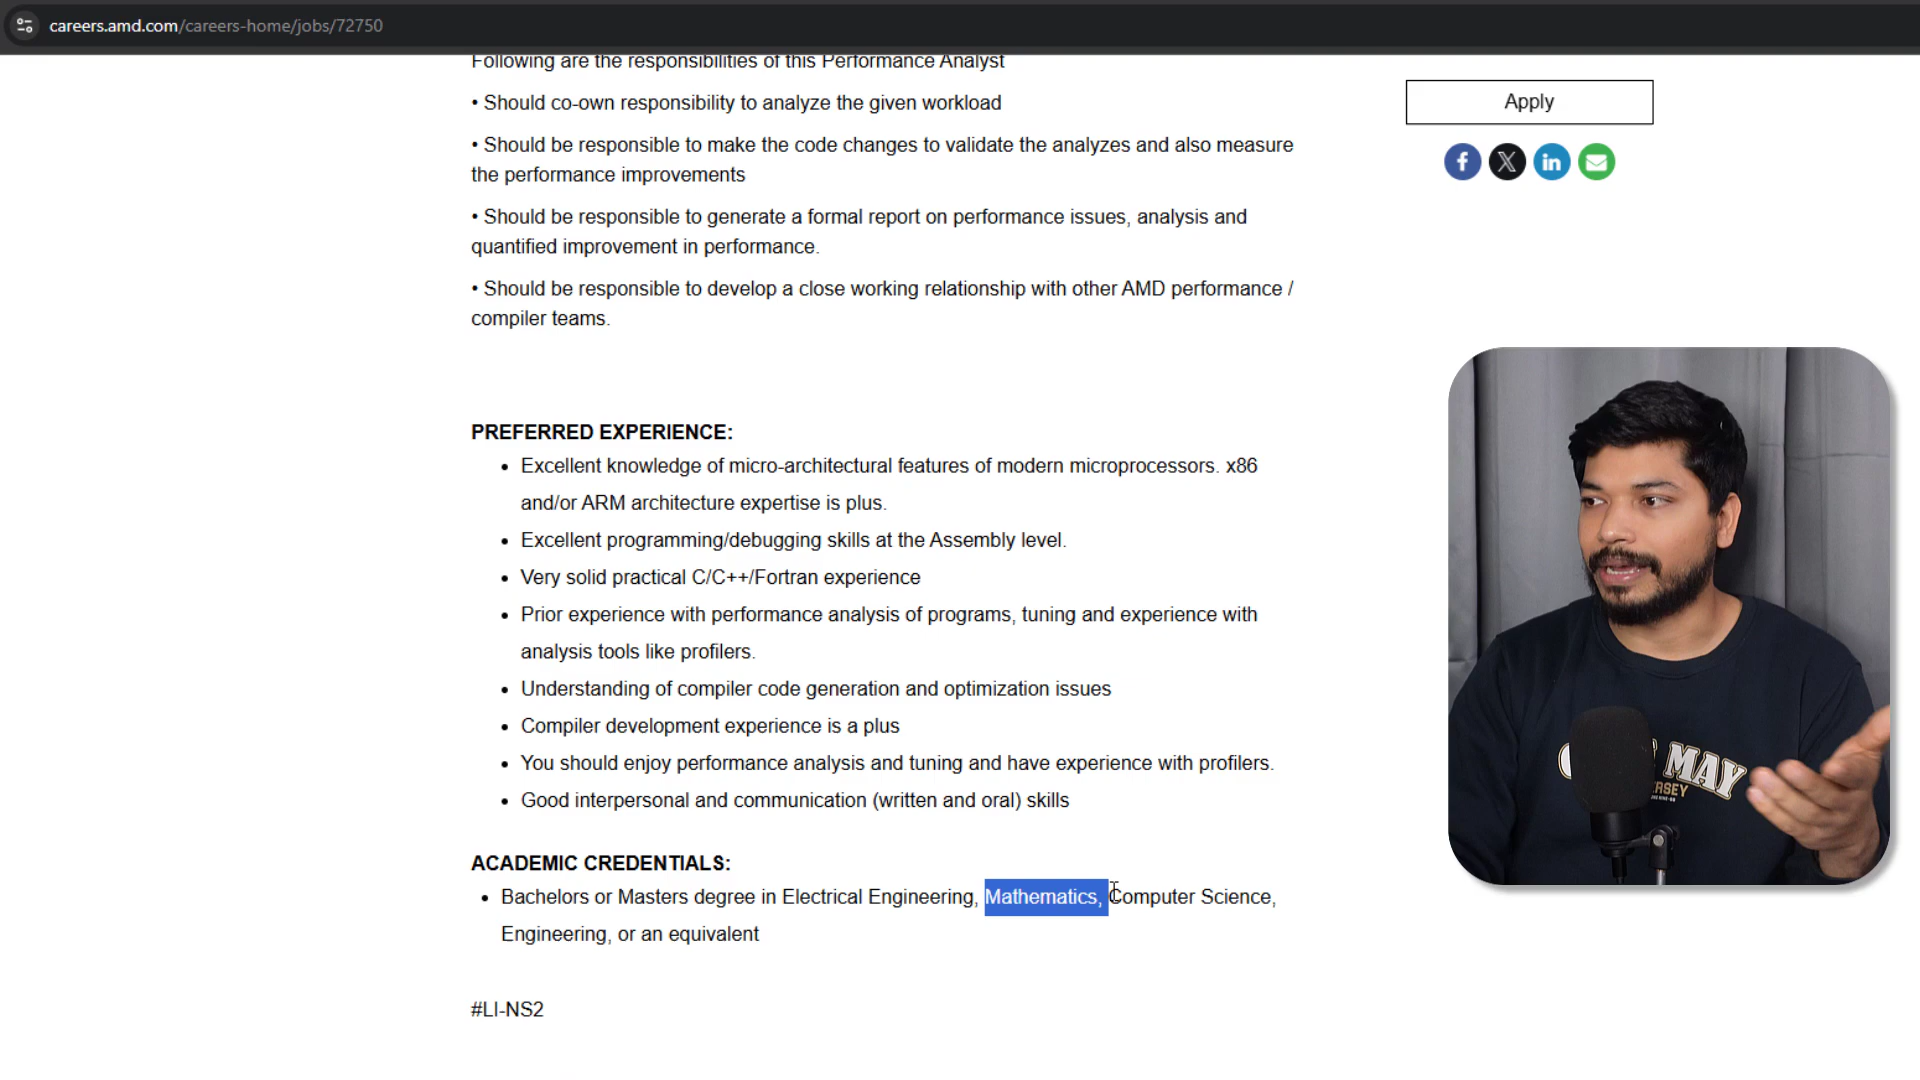 careers.amd.com/careers-home/jobs/72750
Following are the responsibilities of this Performance Analyst
• Should co-own responsibility to analyze the given workload
• Should be responsible to make the code changes to validate the analyzes and also measure
the performance improvements
• Should be responsible to generate a formal report on performance issues, analysis and
quantified improvement in performance.
• Should be responsible to develop a close working relationship with other AMD performance /
compiler teams.
Apply
PREFERRED EXPERIENCE:
• Excellent knowledge of micro-architectural features of modern microprocessors. x86
and/or ARM architecture expertise is plus.
• Excellent programming/debugging skills at the Assembly level.
• Very solid practical C/C++/Fortran experience
• Prior experience with performance analysis of programs, tuning and experience with
analysis tools like profilers.
• Understanding of compiler code generation and optimization issues
• Compiler development experience is a plus
• You should enjoy performance analysis and tuning and have experience with profilers.
• Good interpersonal and communication (written and oral) skills
ACADEMIC CREDENTIALS:
• Bachelors or Masters degree in Electrical Engineering, Mathematics, Computer Science,
Engineering, or an equivalent
#LI-NS2
MAY